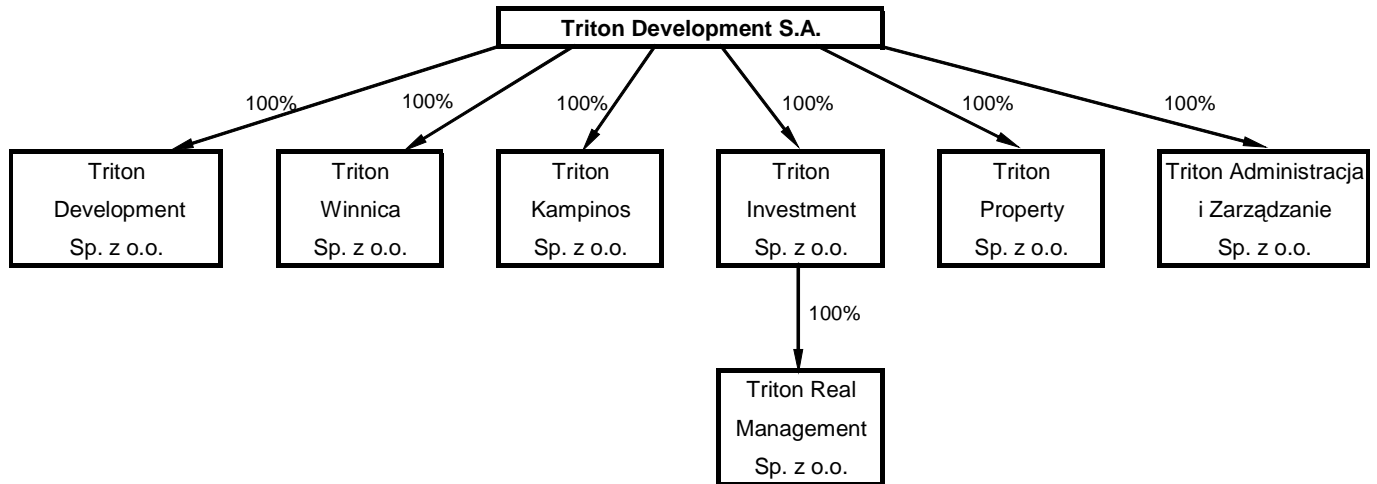 Triton Development S.A.
100%
100%
100%
100%
100%
100%
Triton
Development
Sp. z o.o.
Triton
Winnica
Sp. z o.o.
Triton
Kampinos
Sp. z o.o.
Triton
Investment
Sp. z o.o.
Triton
Property
Sp. z o.o.
Triton Administracja
i Zarządzanie
Sp. z o.o.
100%
Triton Real
Management
Sp. z o.o.